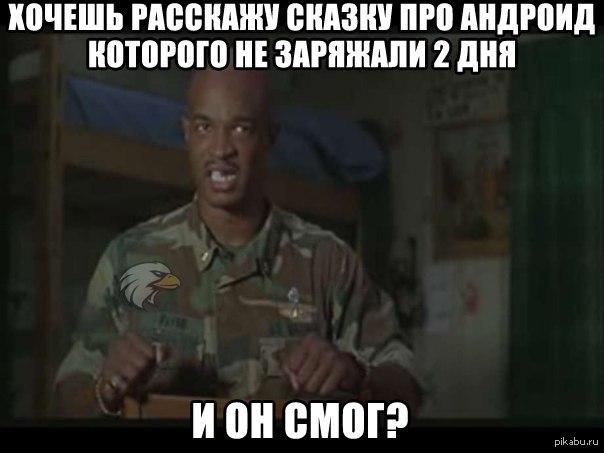 ХОЧЕШЬ РАССКАЖУ СКАЗКУ ПРО АНДРОИД
КОТОРОГО НЕ ЗАРЯЖАЛИ 2 ДНЯ
И ОН СМОГ?
pikabu.ru